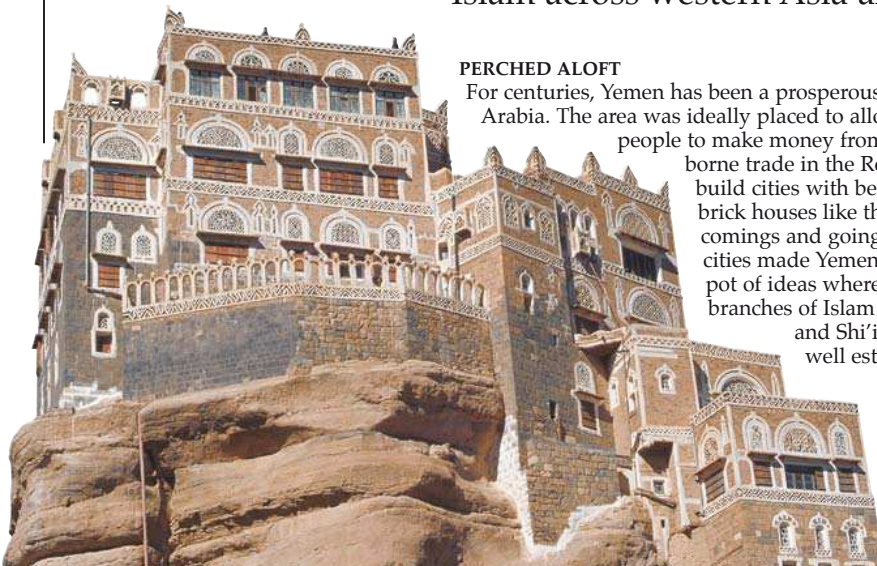 Islam across western Asia a
PERCHED ALOFT
For centuries, Yemen has been a prosperous
Arabia. The area was ideally placed to allo
people to make money from
borne trade in the Re
build cities with be
brick houses like th
comings and going
cities made Yemen
pot of ideas where
branches of Islam
and Shi'i
well est